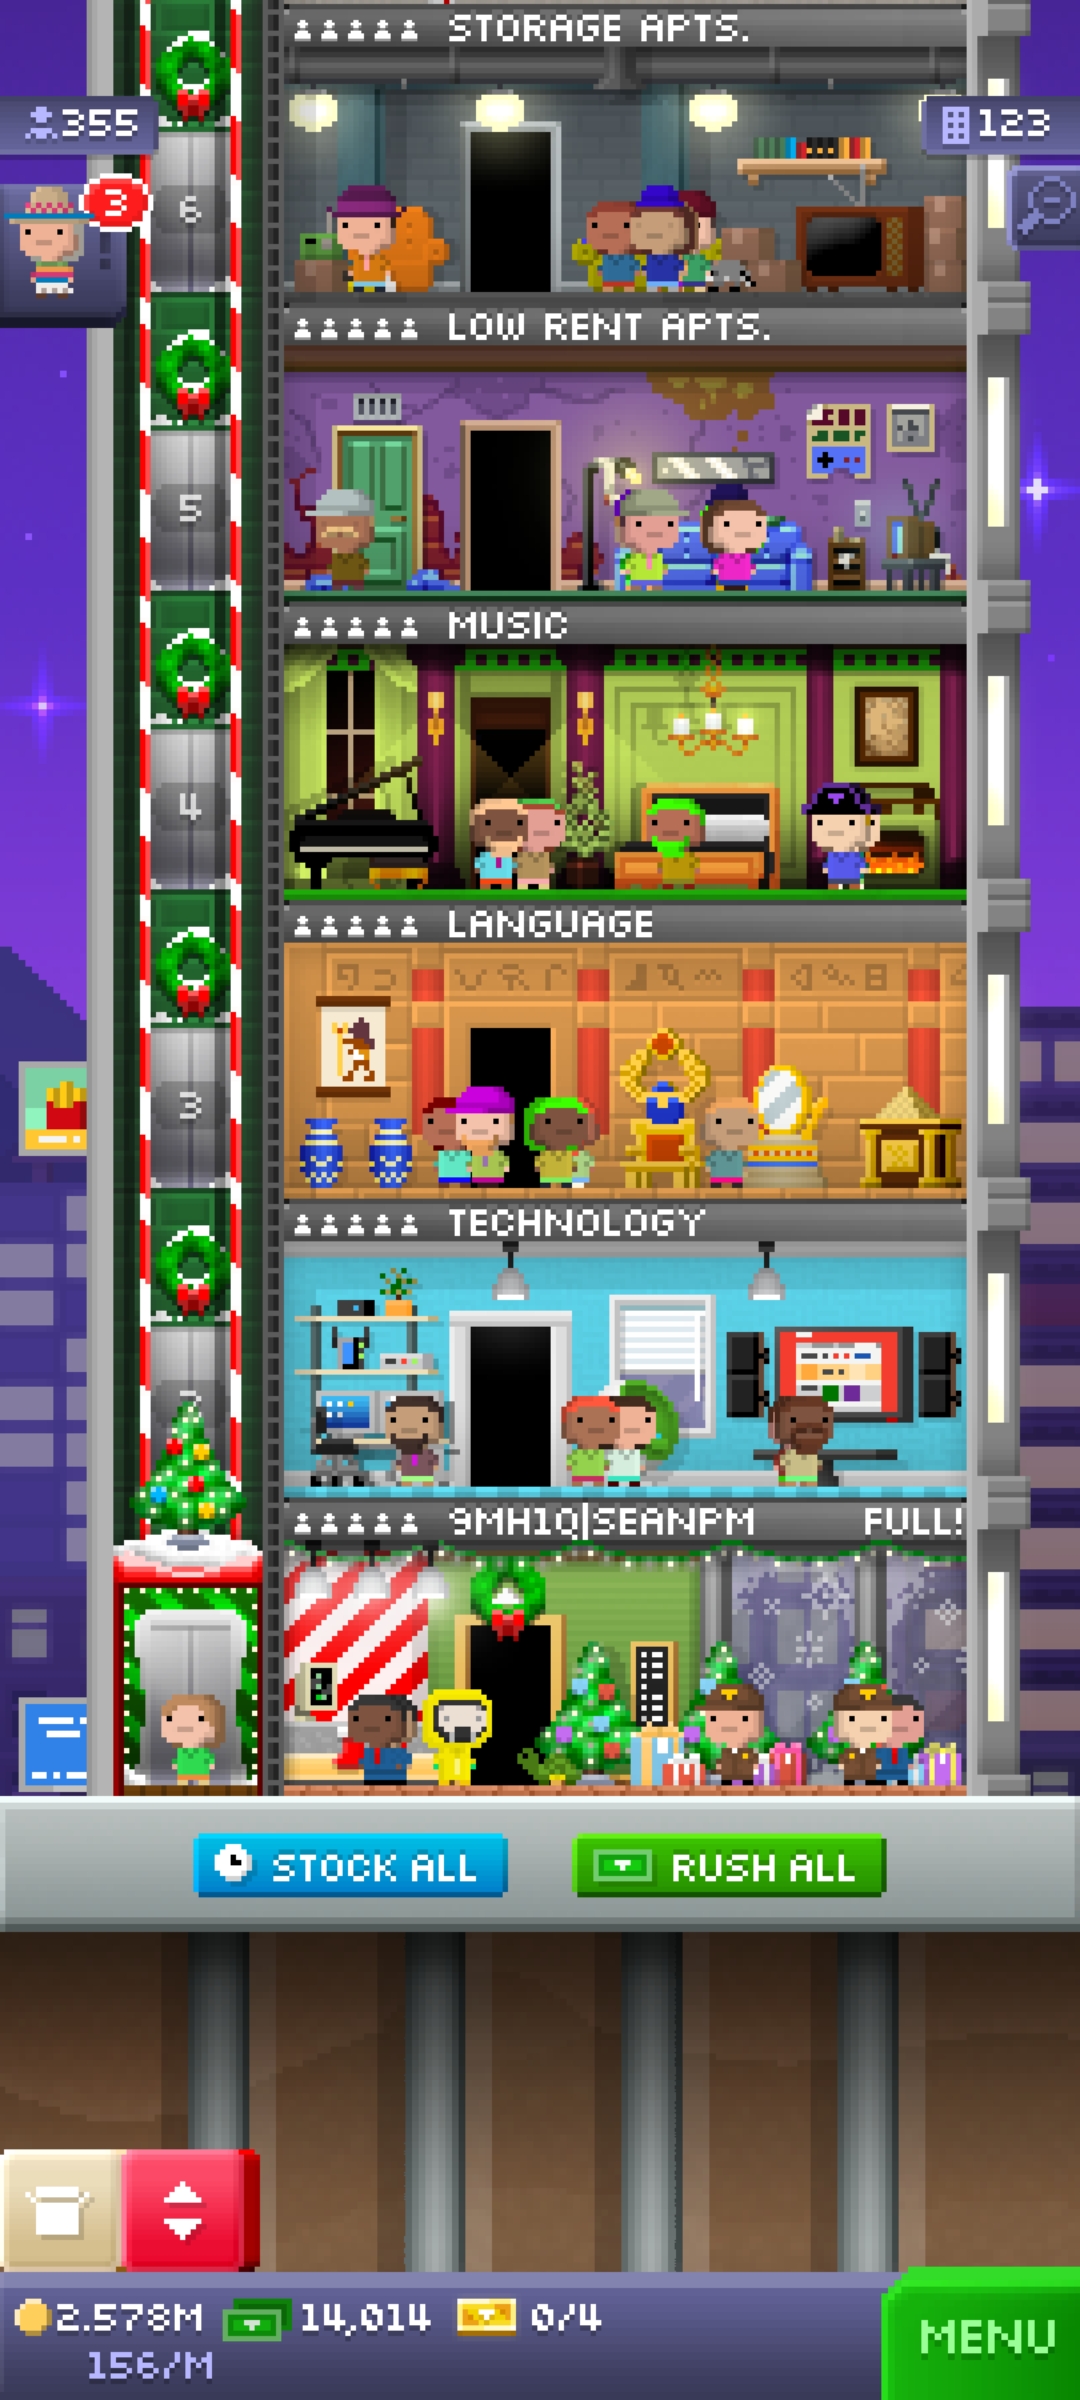 STORAGE APTS.
355
123
3
6
LOW RENT APTS.
5
MUSIC
4
LANGUAGE
3
TECHNOLOGY
9MH1Q|SEANPM FULL!
STOCK ALL
RUSH ALL
2.578M 14,014 0/4
156/M
MENU